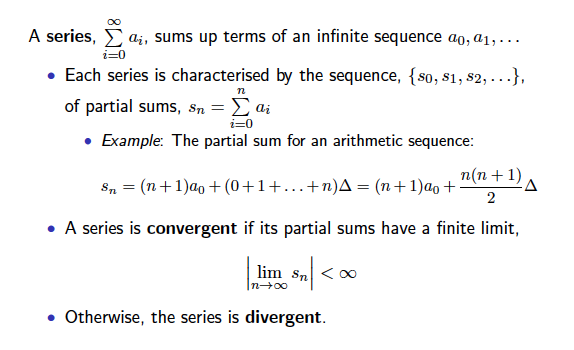 A series, $\sum_{i=0}^{\infty} a_i$, sums up terms of an infinite sequence $a_0, a_1, \ldots$
• Each series is characterised by the sequence, $\{s_0, s_1, s_2, \ldots\}$,
of partial sums, $s_n = \sum_{i=0}^{n} a_i$
• Example: The partial sum for an arithmetic sequence:
$s_n = (n+1)a_0 + (0+1+\ldots+n)\Delta = (n+1)a_0 + \frac{n(n+1)}{2}\Delta$
• A series is convergent if its partial sums have a finite limit,
$\left|\lim_{n \to \infty} s_n\right| < \infty$
• Otherwise, the series is divergent.